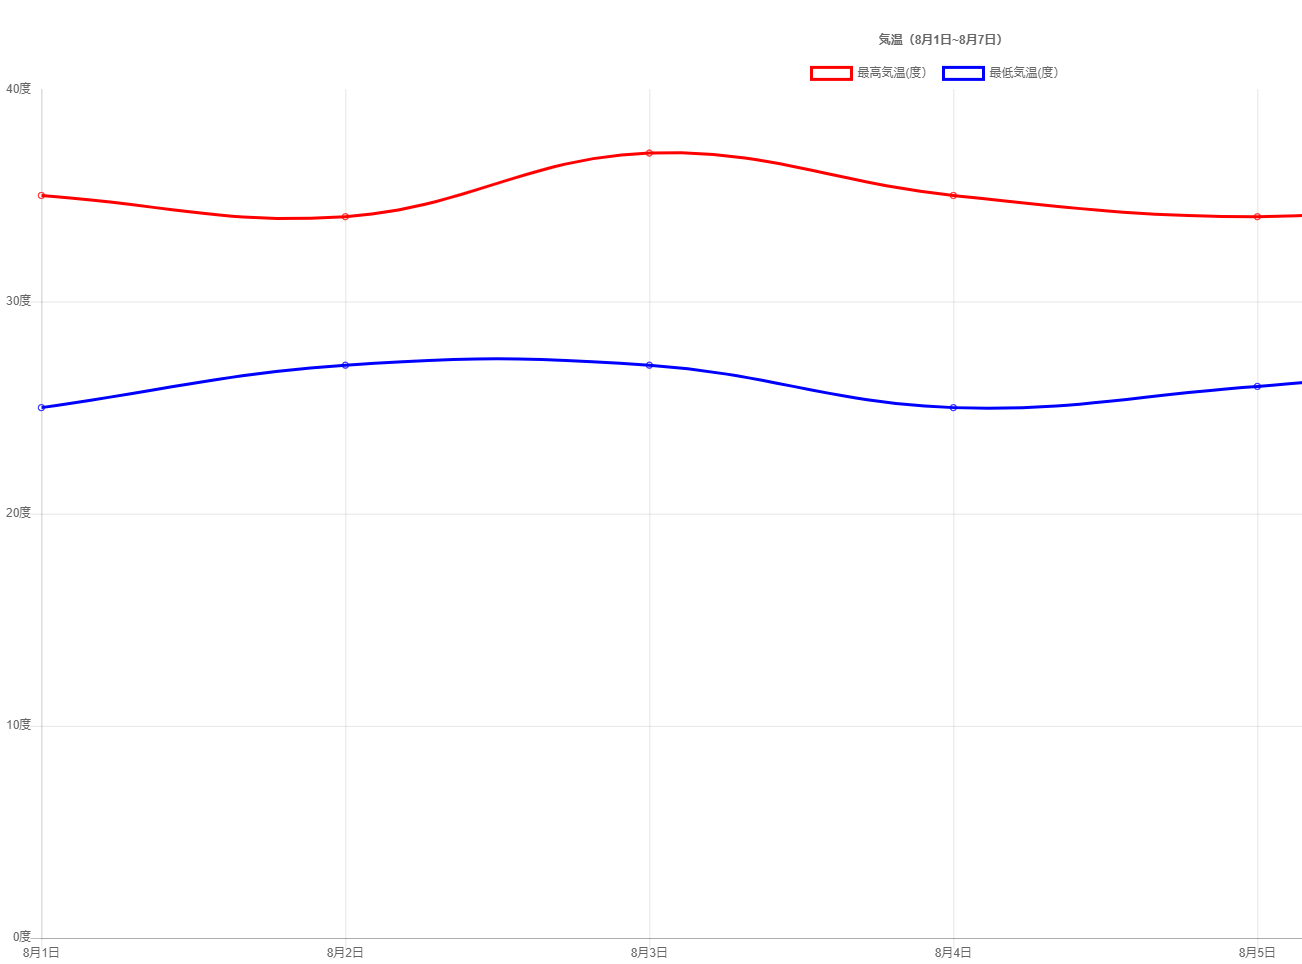 気温（8月1日~8月7日）
最高気温(度） 最低気温(度）
40度
30度
20度
10度
0度
8月1日 8月2日 8月3日 8月4日 8月5日